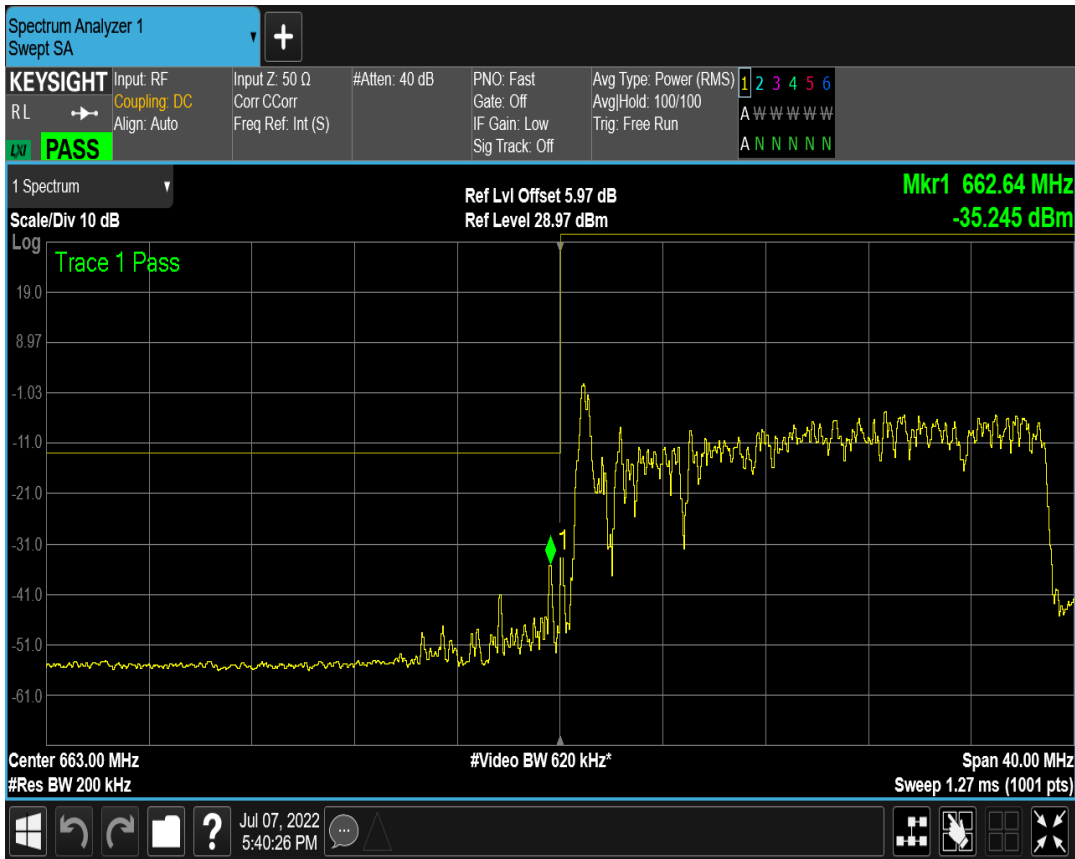 Spectrum Analyzer 1
Swept SA
+
KEYSIGHT
R L
LXI
PASS
Input: RF
Coupling: DC
Align: Auto
Input Z: 50 Ω
Corr CCorr
Freq Ref: Int (S)
#Atten: 40 dB
PNO: Fast
Gate: Off
IF Gain: Low
Sig Track: Off
Avg Type: Power (RMS)
Avg|Hold: 100/100
Trig: Free Run
1 2 3 4 5 6
A W W W W W
A N N N N N
1 Spectrum
Scale/Div 10 dB
Ref Lvl Offset 5.97 dB
Ref Level 28.97 dBm
Mkr1 662.64 MHz
-35.245 dBm
Log
Trace 1 Pass
19.0
8.97
-1.03
-11.0
-21.0
-31.0
-41.0
-51.0
-61.0
1
Center 663.00 MHz
#Res BW 200 kHz
#Video BW 620 kHz*
Span 40.00 MHz
Sweep 1.27 ms (1001 pts)
?
Jul 07, 2022
5:40:26 PM